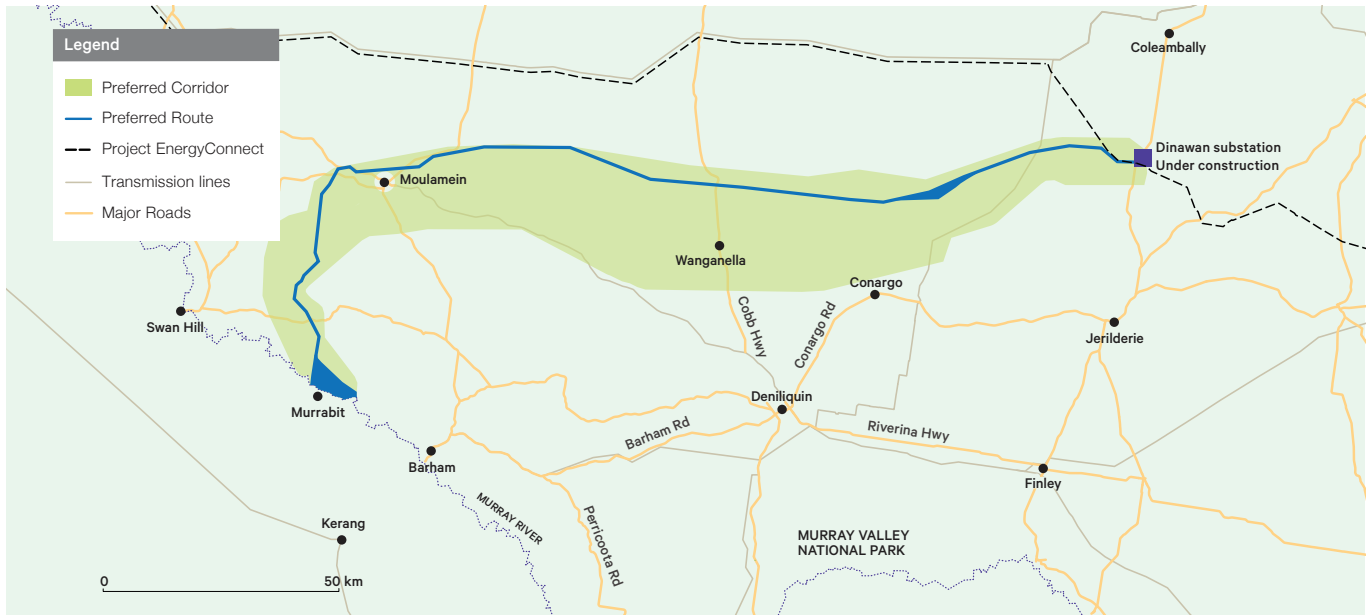 Legend
Preferred Corridor
Preferred Route
Project EnergyConnect
Transmission lines
Major Roads
Coleambally
Dinawan substation
Under construction
Moulamein
Wanganella
Conargo
Swan Hill
Cobb Hwy
Conargo Rd
Jerilderie
Murrabit
Deniliquin
Barham Rd
Riverina Hwy
Barham
Finley
MURRAY RIVER
Perricoota Rd
Kerang
MURRAY VALLEY
NATIONAL PARK
0
50 km